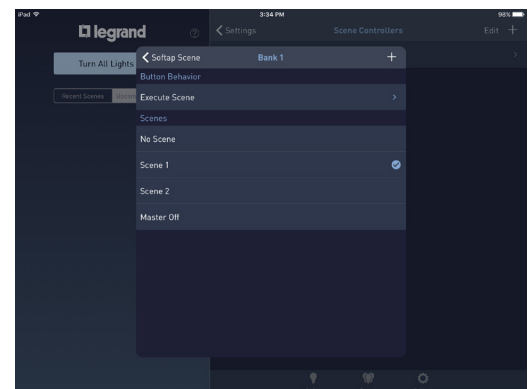 iPad 3:34 PM 98%
legrand
Settings Scene Controllers Edit
Turn All Lights
Recent Scenes
Softap Scene Bank 1
Button Behavior
Execute Scene
Scenes
No Scene
Scene 1
Scene 2
Master Off